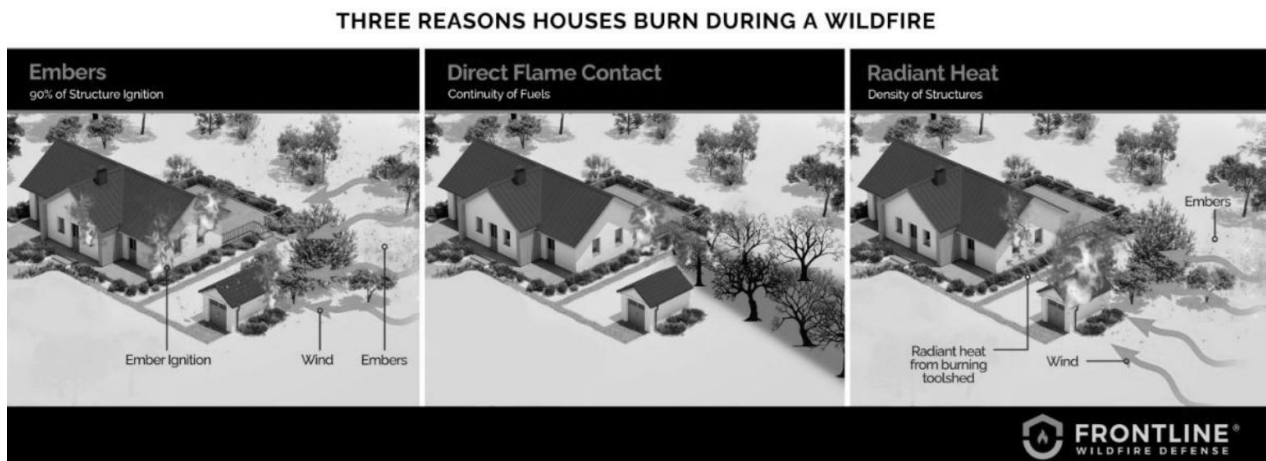 THREE REASONS HOUSES BURN DURING A WILDFIRE
Embers
90% of Structure Ignition
Ember Ignition
Wind
Embers
Direct Flame Contact
Continuity of Fuels
Radiant Heat
Density of Structures
Embers
Radiant heat
from burning
toolshed
Wind
FRONTLINE®
WILDFIRE DEFENSE